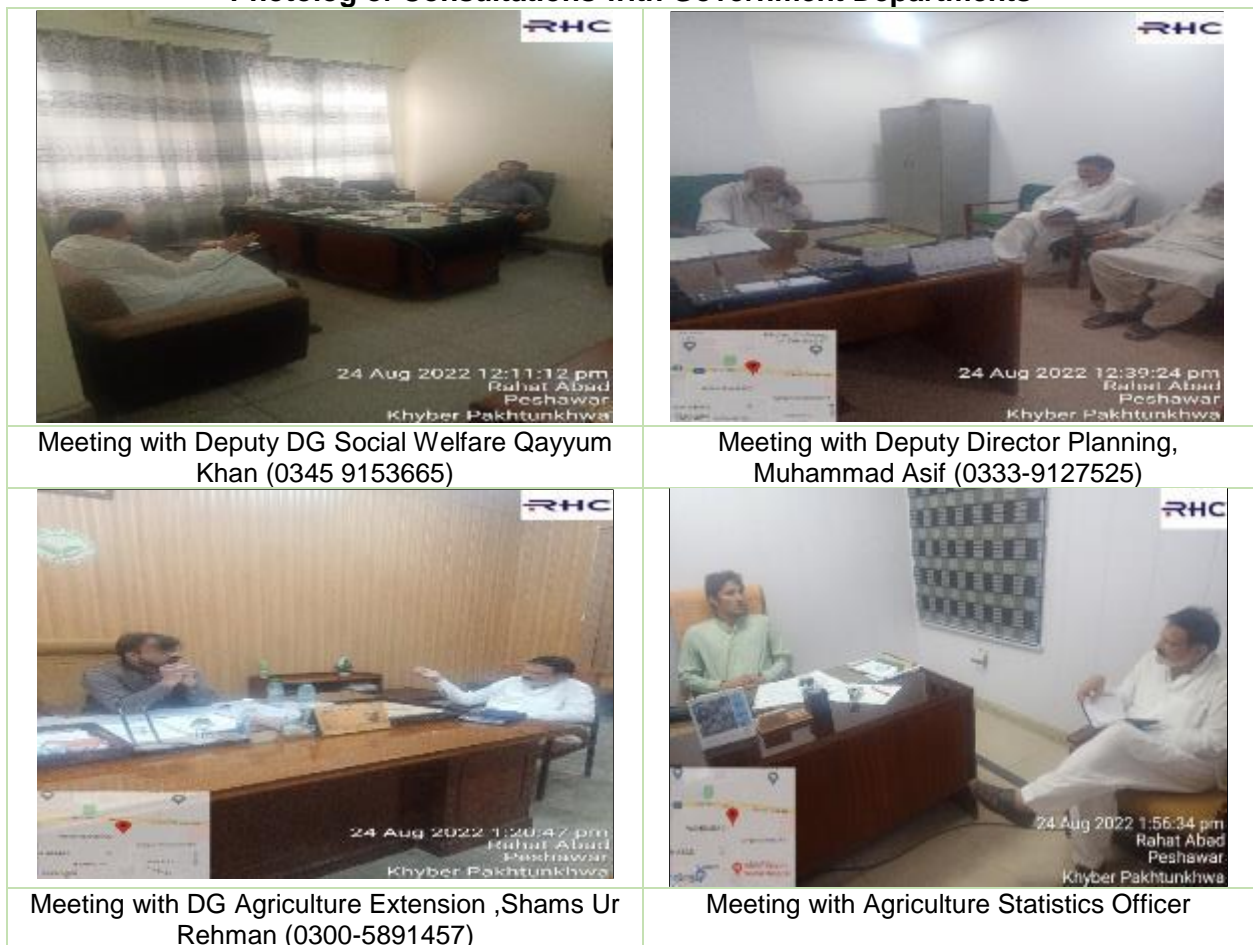 Photolog of Consultations with Government Departments
RHC
RHC
24 Aug 2022 12:11:12 pm
Rahat Abad
Peshawar
Khyber Pakhtunkhwa
24 Aug 2022 12:39:24 pm
Rahat Abad
Peshawar
Khyber Pakhtunkhwa
Meeting with Deputy DG Social Welfare Qayyum
Khan (0345 9153665)
Meeting with Deputy Director Planning,
Muhammad Asif (0333-9127525)
RHC
RHC
24 Aug 2022 1:20:47 pm
Rahat Abad
Peshawar
Khyber Pakhtunkhwa
24 Aug 2022 1:56:34 pm
Rahat Abad
Peshawar
Khyber Pakhtunkhwa
Meeting with DG Agriculture Extension ,Shams Ur
Rehman (0300-5891457)
Meeting with Agriculture Statistics Officer